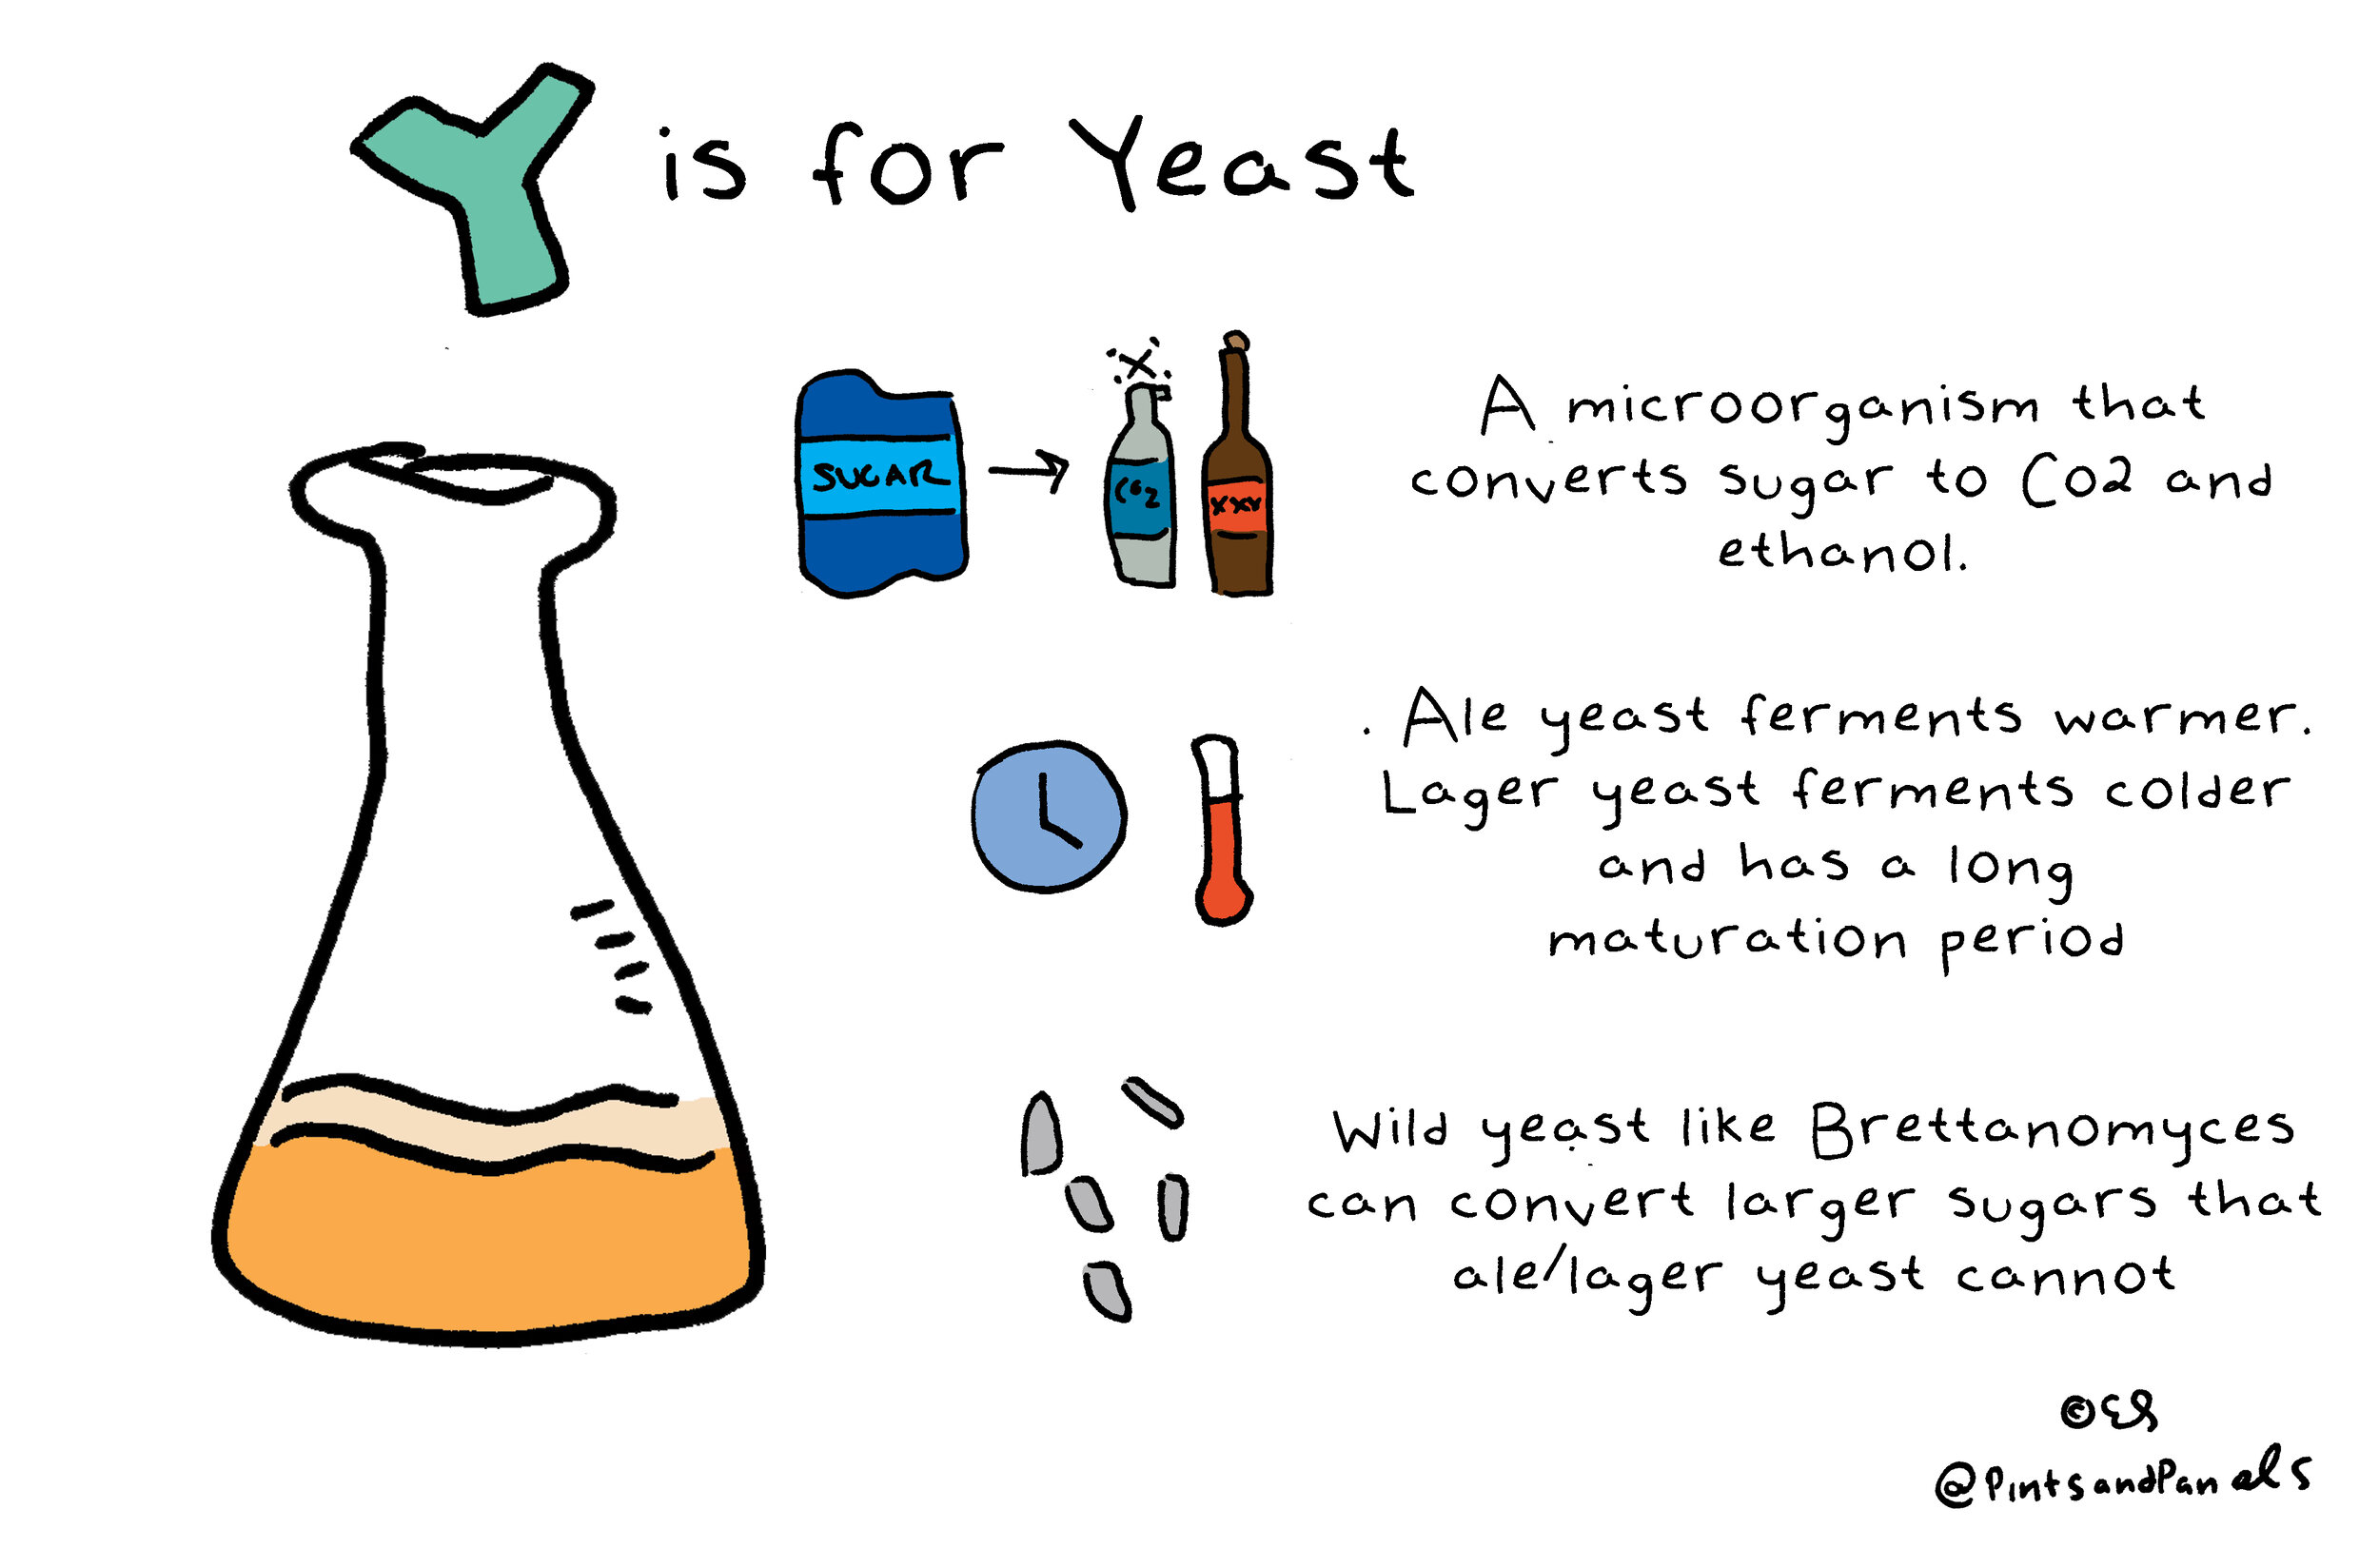 Y is for Yeast
SUGAR
CO2
XXX
A microorganism that
converts sugar to CO2 and
ethanol.
. Ale yeast ferments warmer.
Lager yeast ferments colder
and has a long
maturation period
Wild yeast like Brettanomyces
can convert larger sugars that
ale/lager yeast cannot
©ES
@PintsandPanels